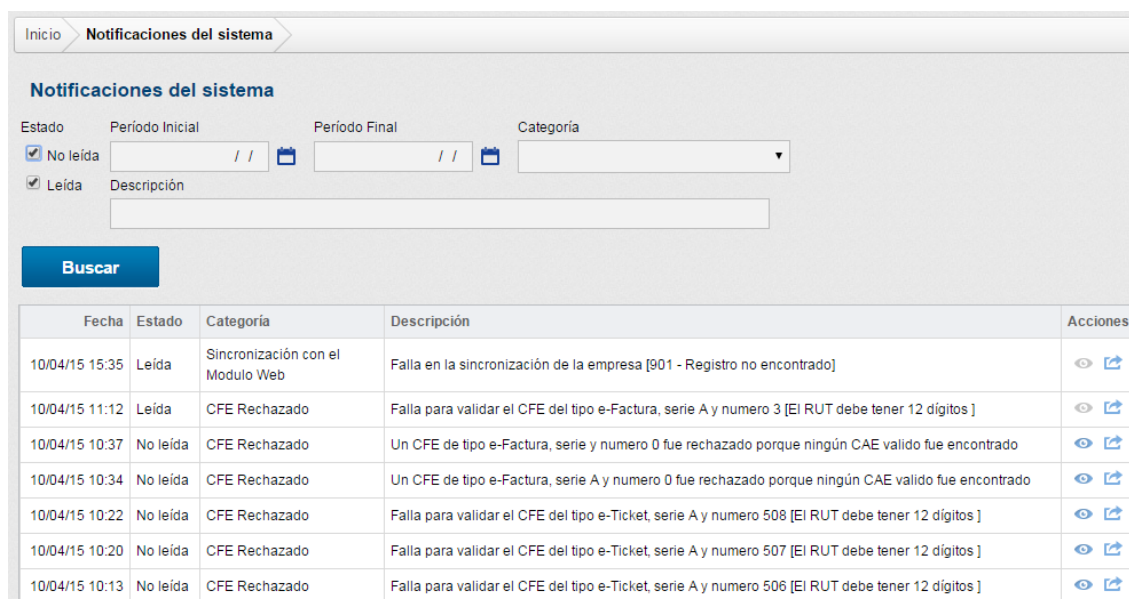 Inicio Notificaciones del sistema
Notificaciones del sistema
Estado Período Inicial Período Final Categoría
No leída / / / /
Leída Descripción
Buscar
Fecha Estado Categoría Descripción Acciones
10/04/15 15:35 Leída Sincronización con el Modulo Web Falla en la sincronización de la empresa [901 - Registro no encontrado]
10/04/15 11:12 Leída CFE Rechazado Falla para validar el CFE del tipo e-Factura, serie A y numero 3 [El RUT debe tener 12 dígitos ]
10/04/15 10:37 No leída CFE Rechazado Un CFE de tipo e-Factura, serie y numero 0 fue rechazado porque ningún CAE valido fue encontrado
10/04/15 10:34 No leída CFE Rechazado Un CFE de tipo e-Factura, serie A y numero 0 fue rechazado porque ningún CAE valido fue encontrado
10/04/15 10:22 No leída CFE Rechazado Falla para validar el CFE del tipo e-Ticket, serie A y numero 508 [El RUT debe tener 12 dígitos ]
10/04/15 10:20 No leída CFE Rechazado Falla para validar el CFE del tipo e-Ticket, serie A y numero 507 [El RUT debe tener 12 dígitos ]
10/04/15 10:13 No leída CFE Rechazado Falla para validar el CFE del tipo e-Ticket, serie A y numero 506 [El RUT debe tener 12 dígitos ]